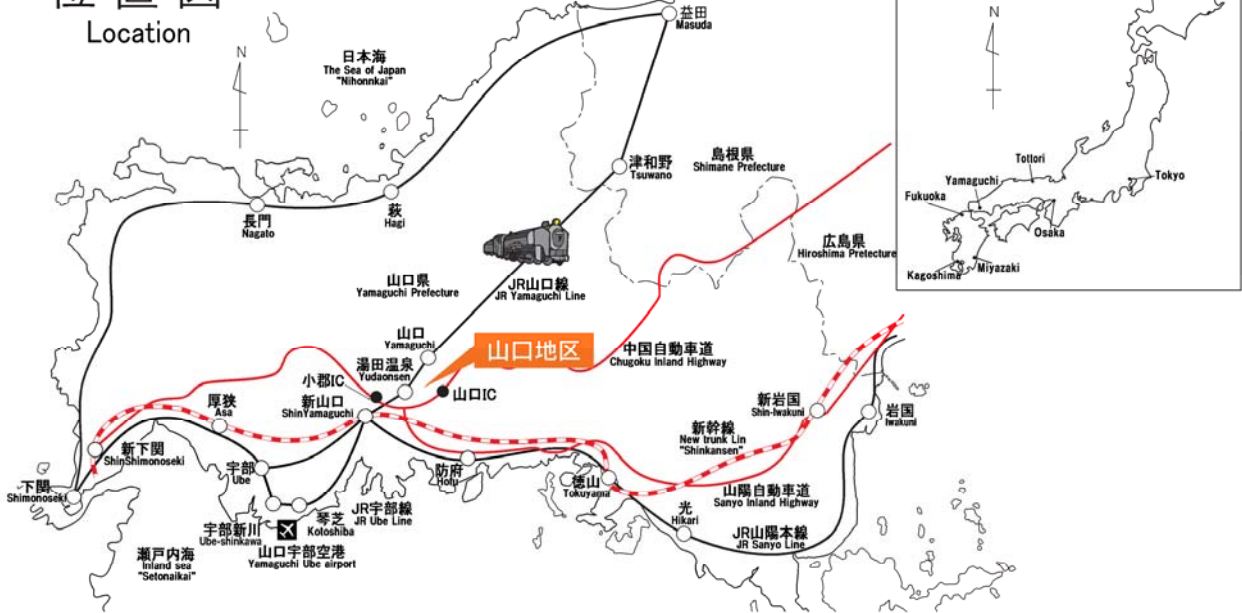 位置図
Location
N
日本海
The Sea of Japan
"Nihonnkai"
益田
Masuda
津和野
Tsuwano
島根県
Shimane Prefecture
長門
Nagato
萩
Hagi
広島県
Hiroshima Pretecture
山口県
Yamaguchi Prefecture
JR山口線
JR Yamaguchi Line
山口
Yamaguchi
湯田温泉
Yudaonsen
山口地区
中国自動車道
Chugoku Inland Highway
小郡IC
山口IC
新山口
ShinYamaguchi
厚狭
Asa
新岩国
Shin-Iwakuni
岩国
Iwakuni
新幹線
New trunk Lin
"Shinkansen"
新下関
ShinShimonoseki
下関
Shimonoseki
宇部
Ube
防府
Hofu
徳山
Tokuyama
山陽自動車道
Sanyo Inland Highway
光
Hikari
JR山陽本線
JR Sanyo Line
宇部新川
Ube-shinkawa
琴芝
Kotoshiba
JR宇部線
JR Ube Line
山口宇部空港
Yamaguchi Ube airport
瀬戸内海
Inland sea
"Setonaikai"
N
Tottori
Yamaguchi
Fukuoka
Tokyo
Osaka
Miyazaki
Kagoshima